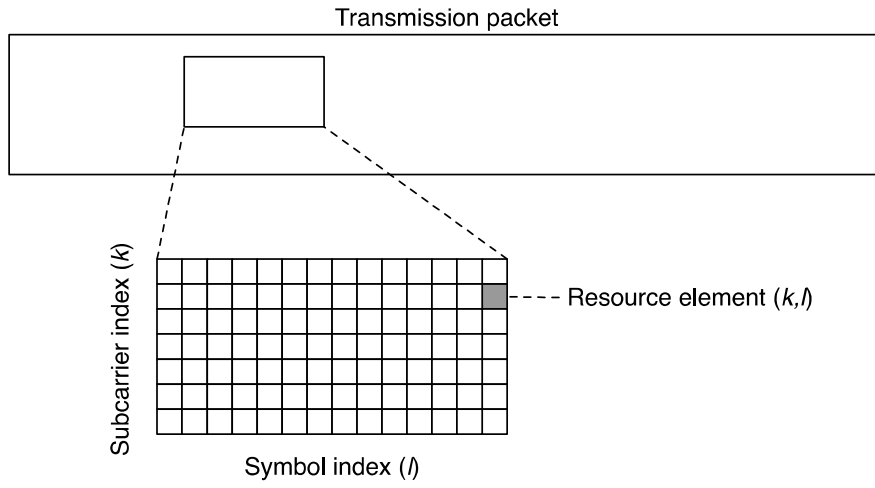 Transmission packet
Subcarrier index (k)
Resource element (k,l)
Symbol index (l)